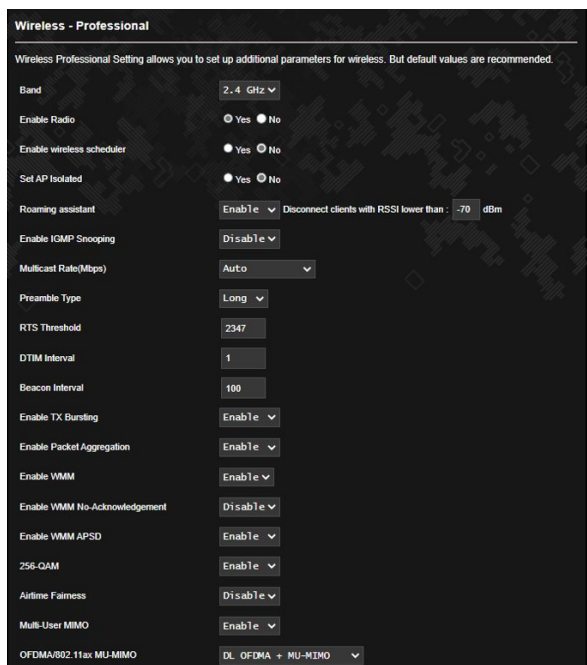 Wireless - Professional
Wireless Professional Setting allows you to set up additional parameters for wireless. But default values are recommended.
Band 2.4 GHz
Enable Radio Yes No
Enable wireless scheduler Yes No
Set AP Isolated Yes No
Roaming assistant Enable Disconnect clients with RSSI lower than : -70 dBm
Enable IGMP Snooping Disable
Multicast Rate(Mbps) Auto
Preamble Type Long
RTS Threshold 2347
DTIM Interval 1
Beacon Interval 100
Enable TX Bursting Enable
Enable Packet Aggregation Enable
Enable WMM Enable
Enable WMM No-Acknowledgement Disable
Enable WMM APSD Enable
256-QAM Enable
Airtime Fairness Disable
Multi-User MIMO Enable
OFDMA/802.11ax MU-MIMO DL OFDMA + MU-MIMO